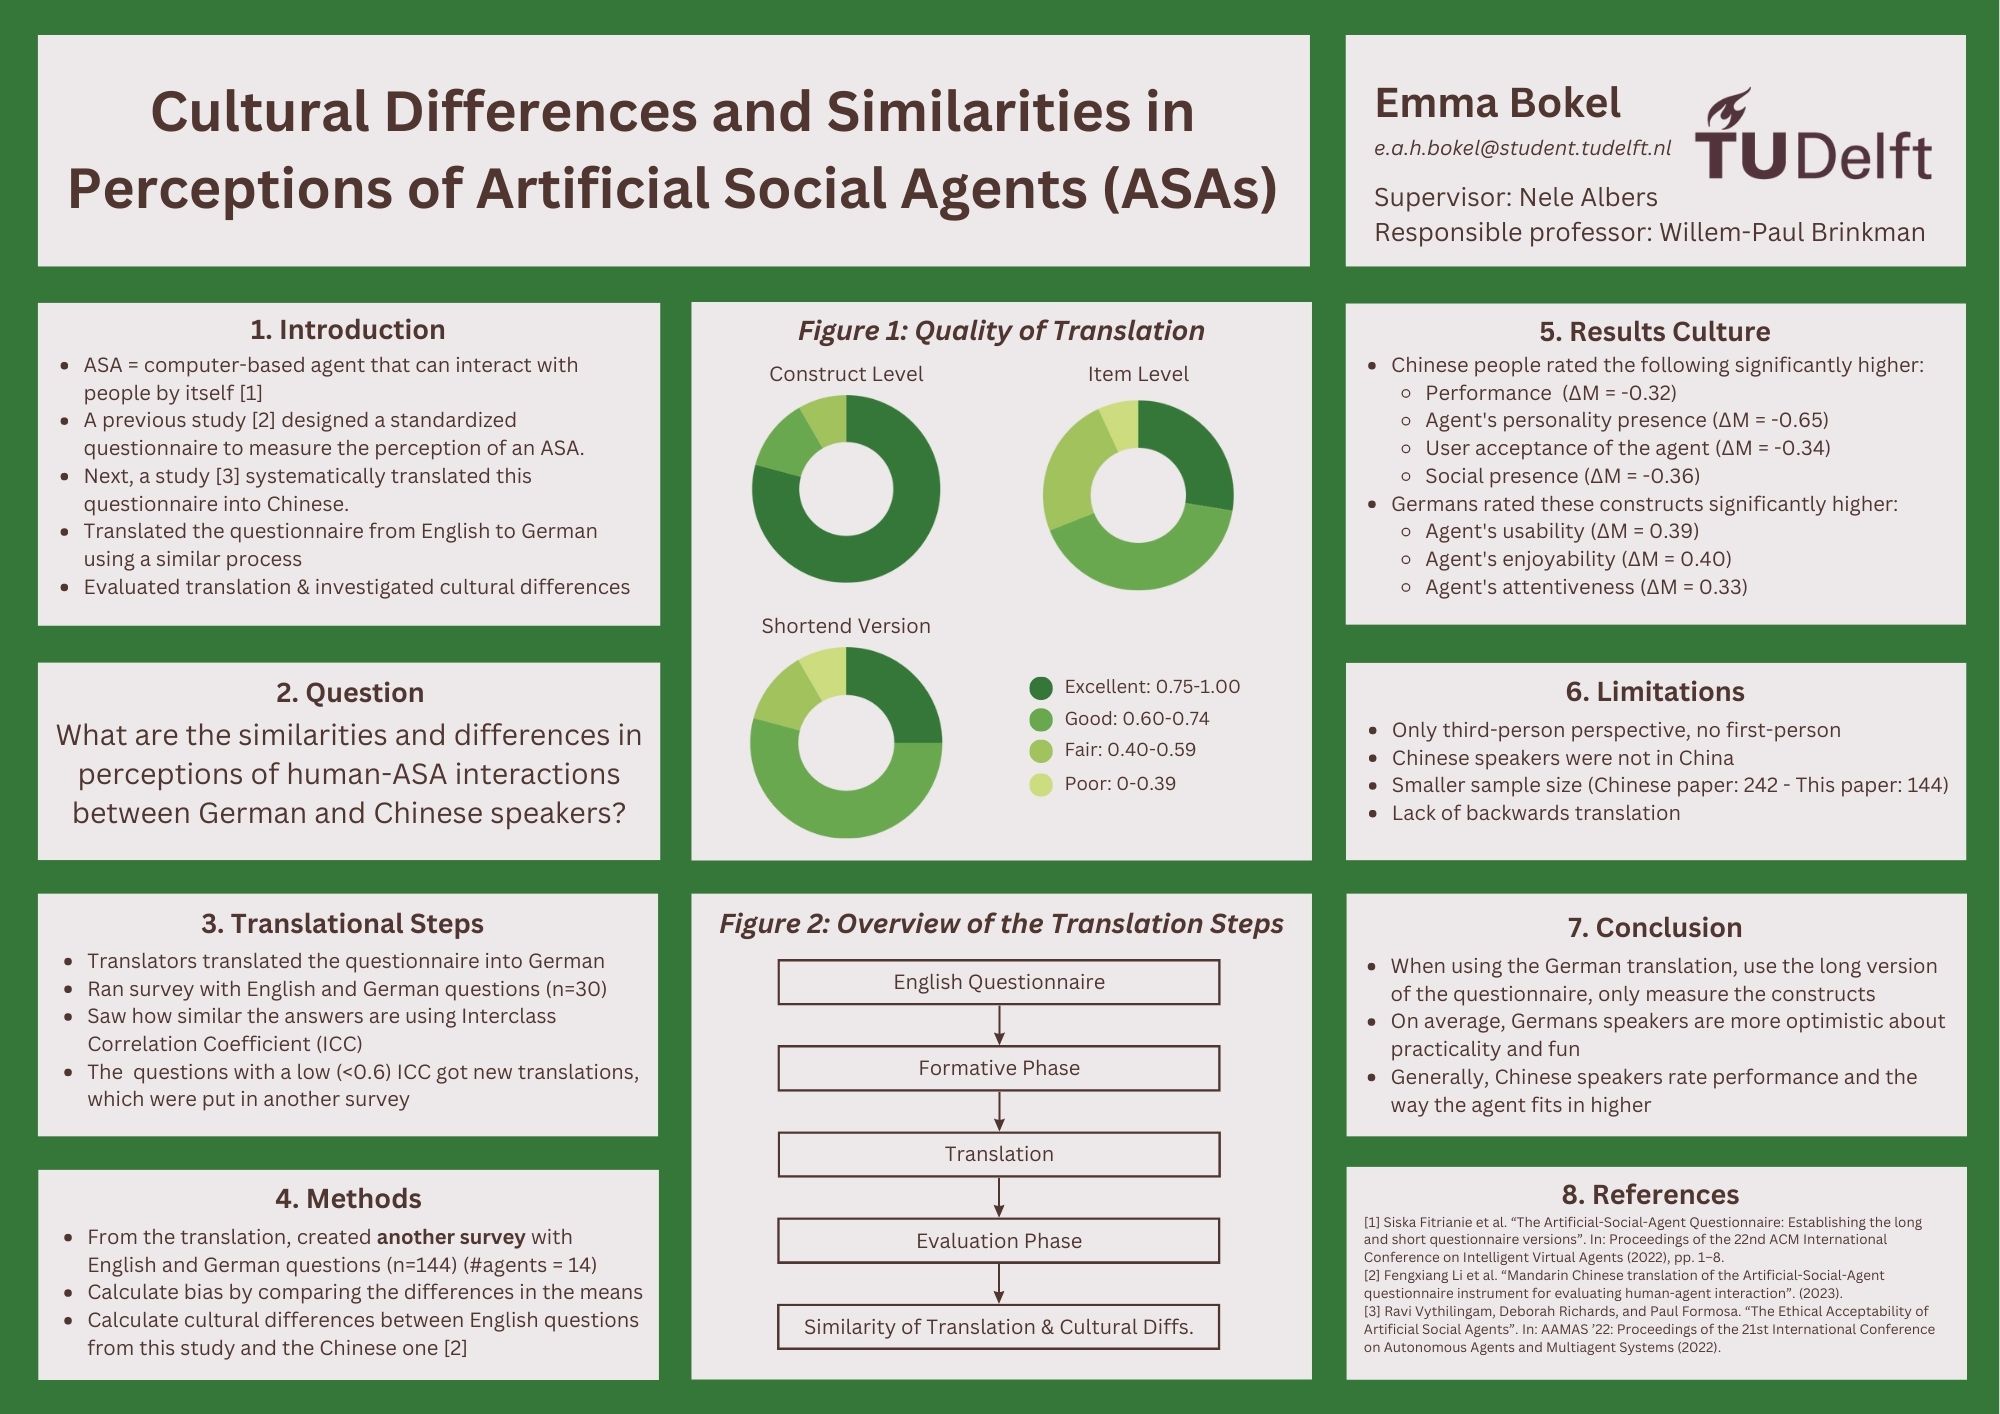 Cultural Differences and Similarities in
Perceptions of Artificial Social Agents (ASAs)
Emma Bokel
e.a.h.bokel@student.tudelft.nl
TUDelft
Supervisor: Nele Albers
Responsible professor: Willem-Paul Brinkman
1. Introduction
• ASA = computer-based agent that can interact with
people by itself [1]
• A previous study [2] designed a standardized
questionnaire to measure the perception of an ASA.
• Next, a study [3] systematically translated this
questionnaire into Chinese.
• Translated the questionnaire from English to German
using a similar process
• Evaluated translation & investigated cultural differences
2. Question
What are the similarities and differences in
perceptions of human-ASA interactions
between German and Chinese speakers?
3. Translational Steps
• Translators translated the questionnaire into German
• Ran survey with English and German questions (n=30)
• Saw how similar the answers are using Interclass
Correlation Coefficient (ICC)
• The  questions with a low (<0.6) ICC got new translations,
which were put in another survey
4. Methods
• From the translation, created another survey with
English and German questions (n=144) (#agents = 14)
• Calculate bias by comparing the differences in the means
• Calculate cultural differences between English questions
from this study and the Chinese one [2]
Figure 1: Quality of Translation
Construct Level
Item Level
Shortend Version
Excellent: 0.75-1.00
Good: 0.60-0.74
Fair: 0.40-0.59
Poor: 0-0.39
Figure 2: Overview of the Translation Steps
English Questionnaire
Formative Phase
Translation
Evaluation Phase
Similarity of Translation & Cultural Diffs.
5. Results Culture
• Chinese people rated the following significantly higher:
◦ Performance  (ΔM = -0.32)
◦ Agent's personality presence (ΔM = -0.65)
◦ User acceptance of the agent (ΔM = -0.34)
◦ Social presence (ΔM = -0.36)
• Germans rated these constructs significantly higher:
◦ Agent's usability (ΔM = 0.39)
◦ Agent's enjoyability (ΔM = 0.40)
◦ Agent's attentiveness (ΔM = 0.33)
6. Limitations
• Only third-person perspective, no first-person
• Chinese speakers were not in China
• Smaller sample size (Chinese paper: 242 - This paper: 144)
• Lack of backwards translation
7. Conclusion
• When using the German translation, use the long version
of the questionnaire, only measure the constructs
• On average, Germans speakers are more optimistic about
practicality and fun
• Generally, Chinese speakers rate performance and the
way the agent fits in higher
8. References
[1] Siska Fitrianie et al. “The Artificial-Social-Agent Questionnaire: Establishing the long
and short questionnaire versions”. In: Proceedings of the 22nd ACM International
Conference on Intelligent Virtual Agents (2022), pp. 1–8.
[2] Fengxiang Li et al. “Mandarin Chinese translation of the Artificial-Social-Agent
questionnaire instrument for evaluating human-agent interaction”. (2023).
[3] Ravi Vythilingam, Deborah Richards, and Paul Formosa. “The Ethical Acceptability of
Artificial Social Agents”. In: AAMAS ’22: Proceedings of the 21st International Conference
on Autonomous Agents and Multiagent Systems (2022).